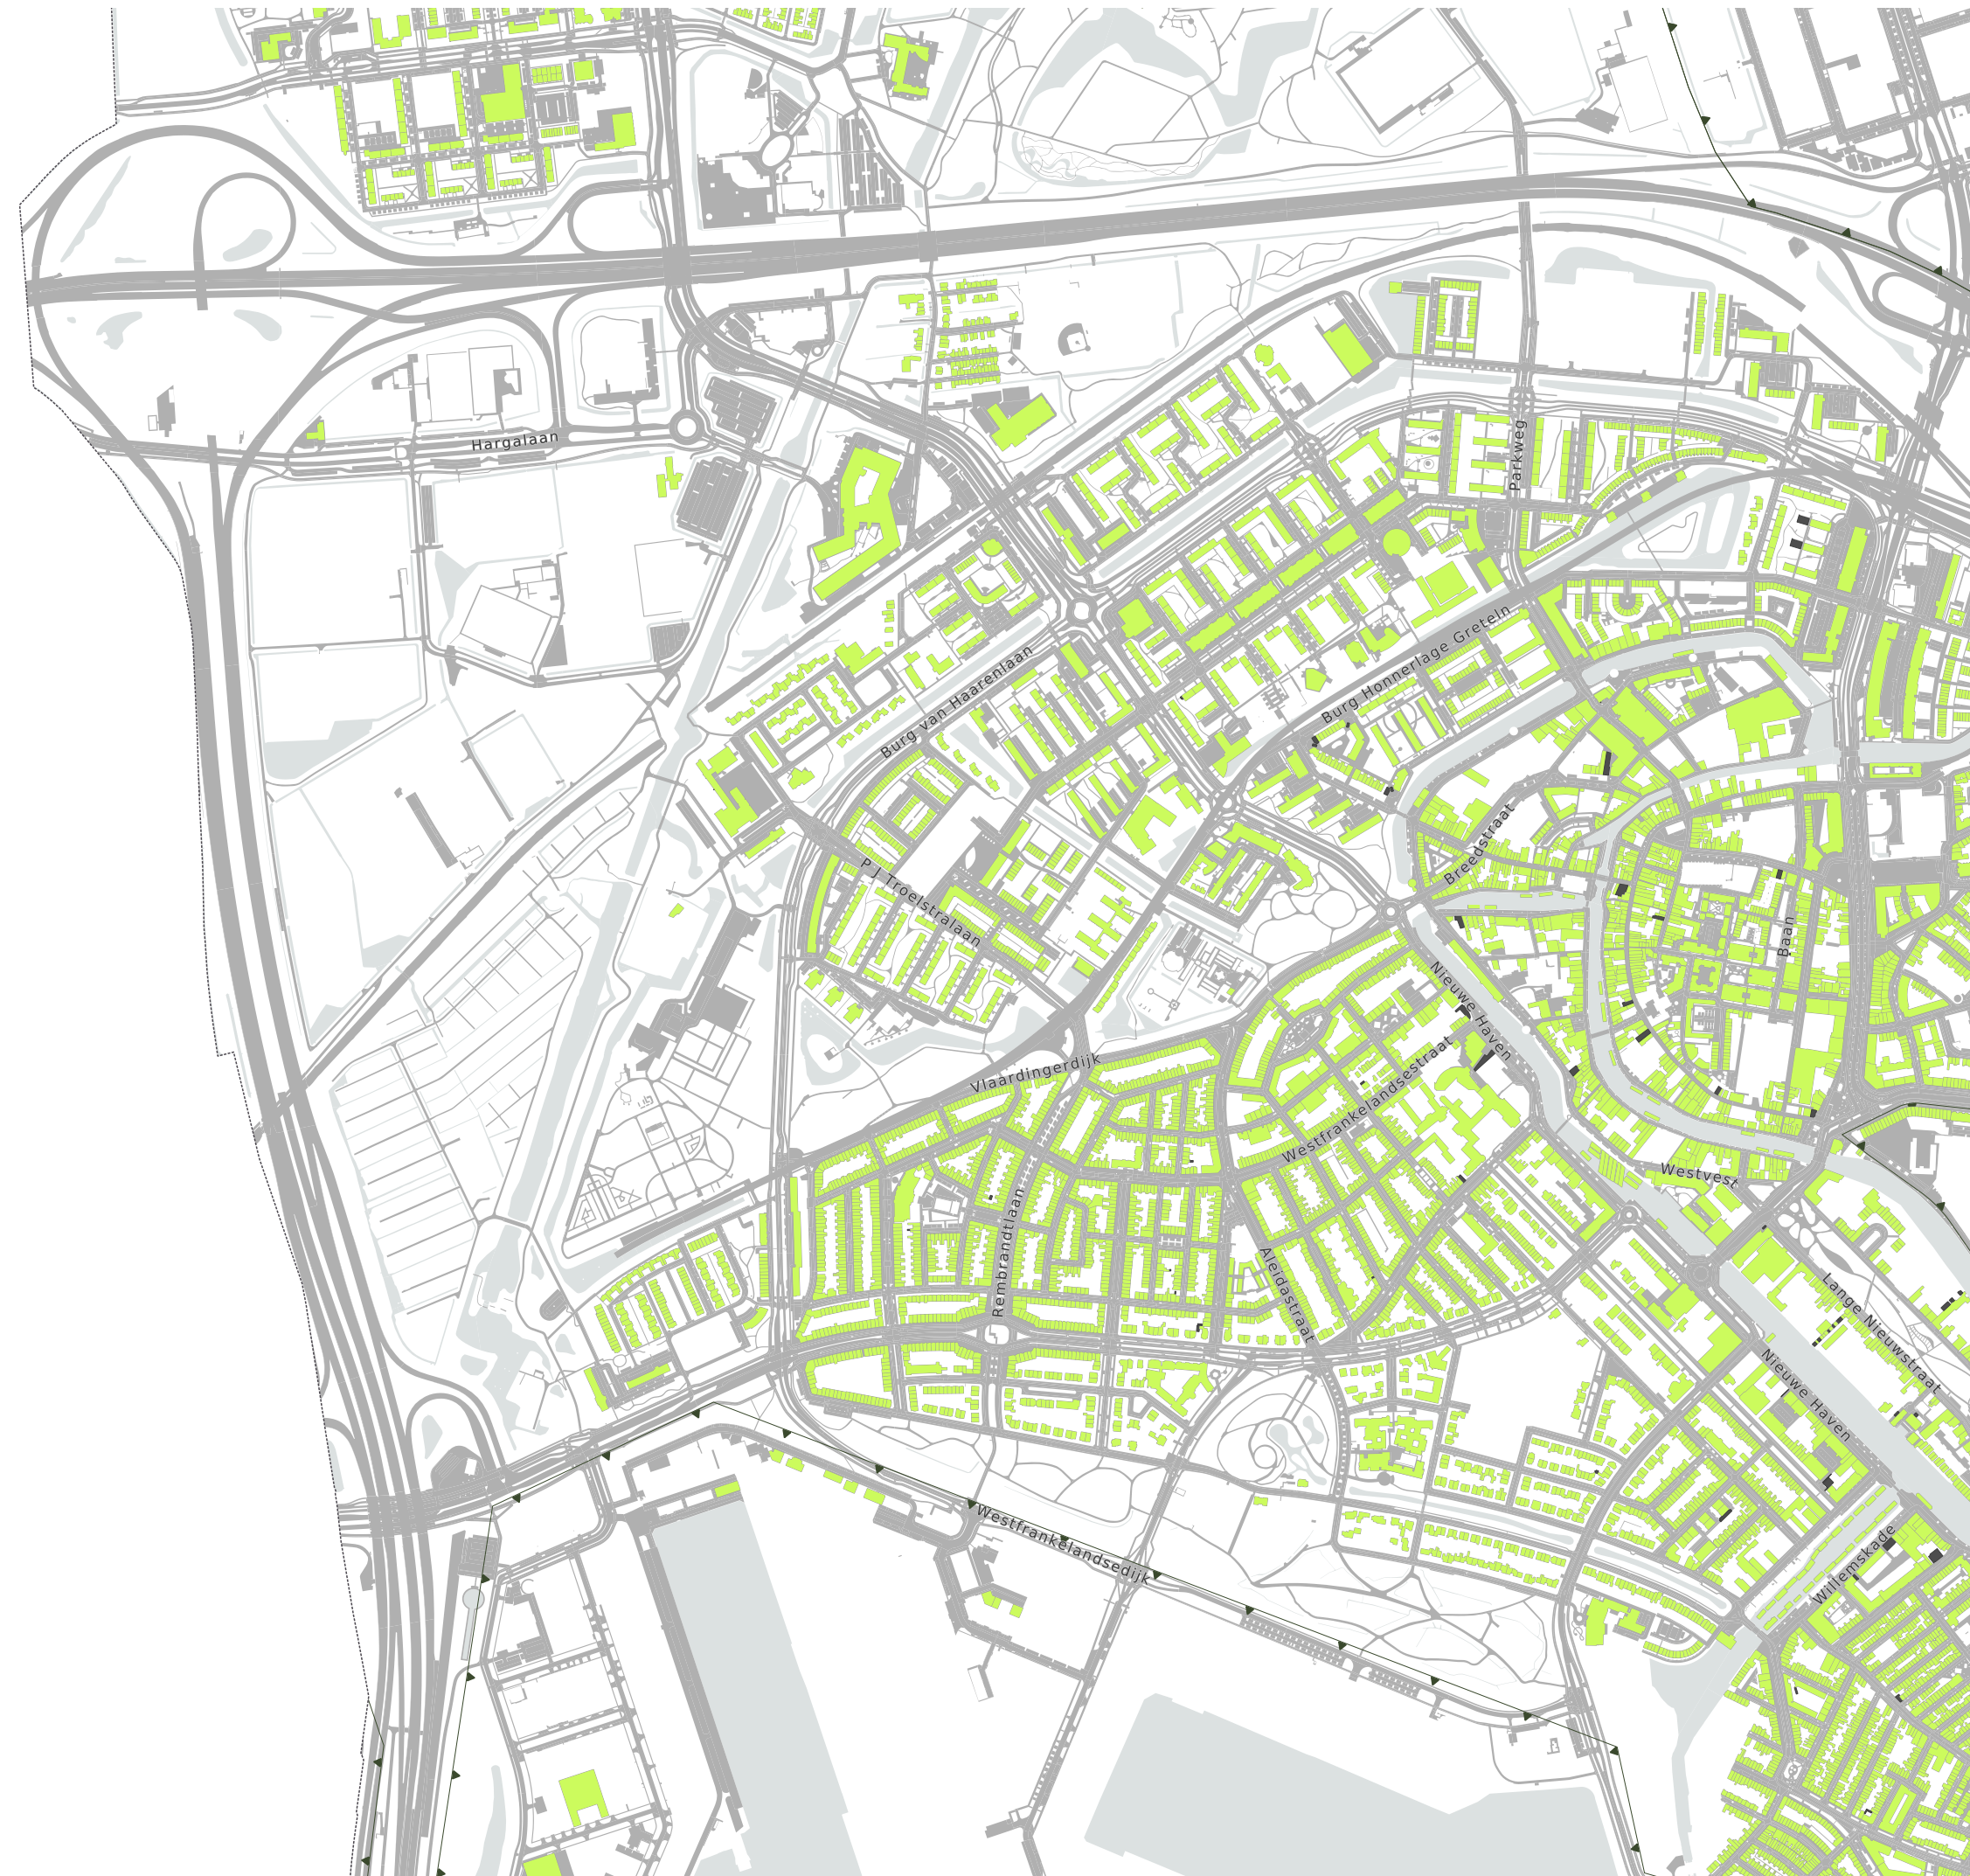 Hargalaan
Parkweg
Burg Honnerlage Greteln
Burg van Haarenlaan
Breedstraat
P J Troelstralaan
Baan
Nieuwe Haven
Vlaardingerdijk
Westfrankelandsestraat
Westvest
Rembrandtlaan
Aleidastraat
Lange Nieuwstraat
Nieuwe Haven
Westfrankelandsedijk
Willemskade